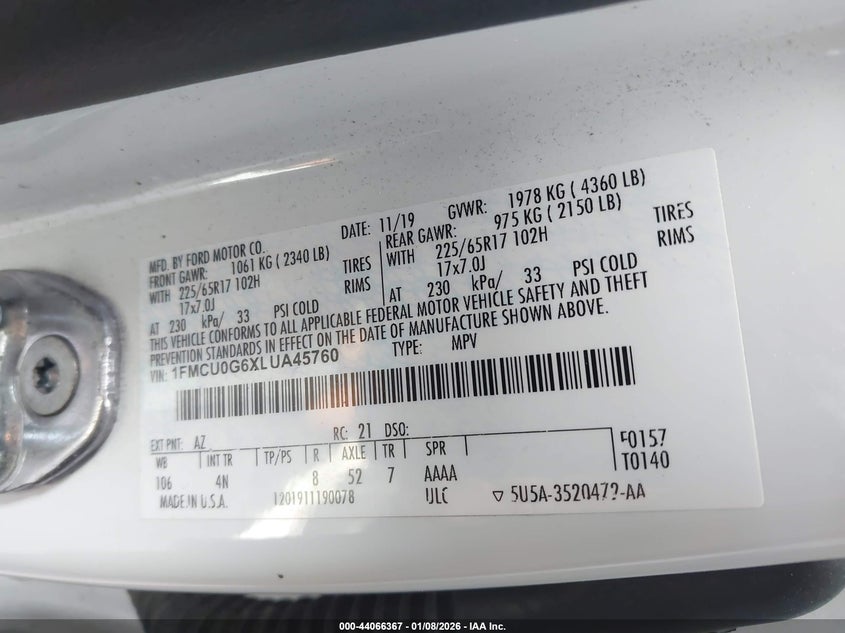 MFD. BY FORD MOTOR CO. DATE: 11/19 GVWR: 1978 KG ( 4360 LB)
FRONT GAWR: 1061 KG ( 2340 LB) REAR GAWR: 975 KG ( 2150 LB)
WITH 225/65R17 102H TIRES WITH 225/65R17 102H TIRES
17x7.0J RIMS 17x7.0J RIMS
AT 230 kPa/ 33 PSI COLD AT 230 kPa/ 33 PSI COLD
THIS VEHICLE CONFORMS TO ALL APPLICABLE FEDERAL MOTOR VEHICLE SAFETY AND THEFT
PREVENTION STANDARDS IN EFFECT ON THE DATE OF MANUFACTURE SHOWN ABOVE.
VIN: 1FMCU0G6XLUA45760 TYPE: MPV
EXT PNT: AZ RC: 21 DSO: F0157
WB INT TR TP/PS R AXLE TR SPR T0140
106 4N 8 52 7 AAAA
MADE IN U.S.A. 1201911190078 ULC ▽ 5U5A-3520472-AA
000-44066367 - 01/08/2026 - IAA Inc.